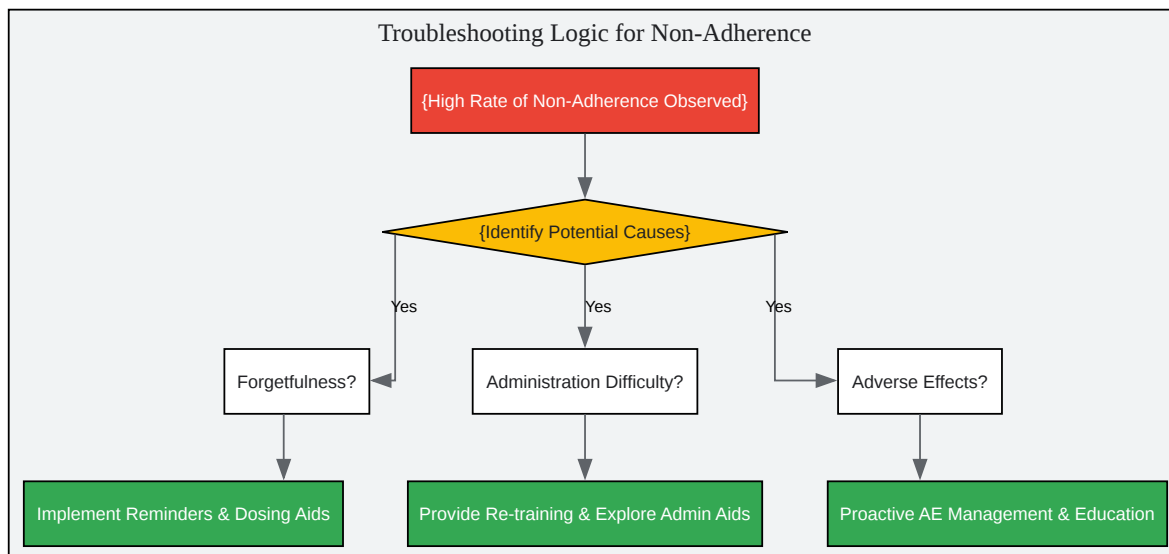 Troubleshooting Logic for Non-Adherence
{High Rate of Non-Adherence Observed}
{Identify Potential Causes}
Yes
Yes
Yes
Forgetfulness?
Administration Difficulty?
Adverse Effects?
Implement Reminders & Dosing Aids
Provide Re-training & Explore Admin Aids
Proactive AE Management & Education